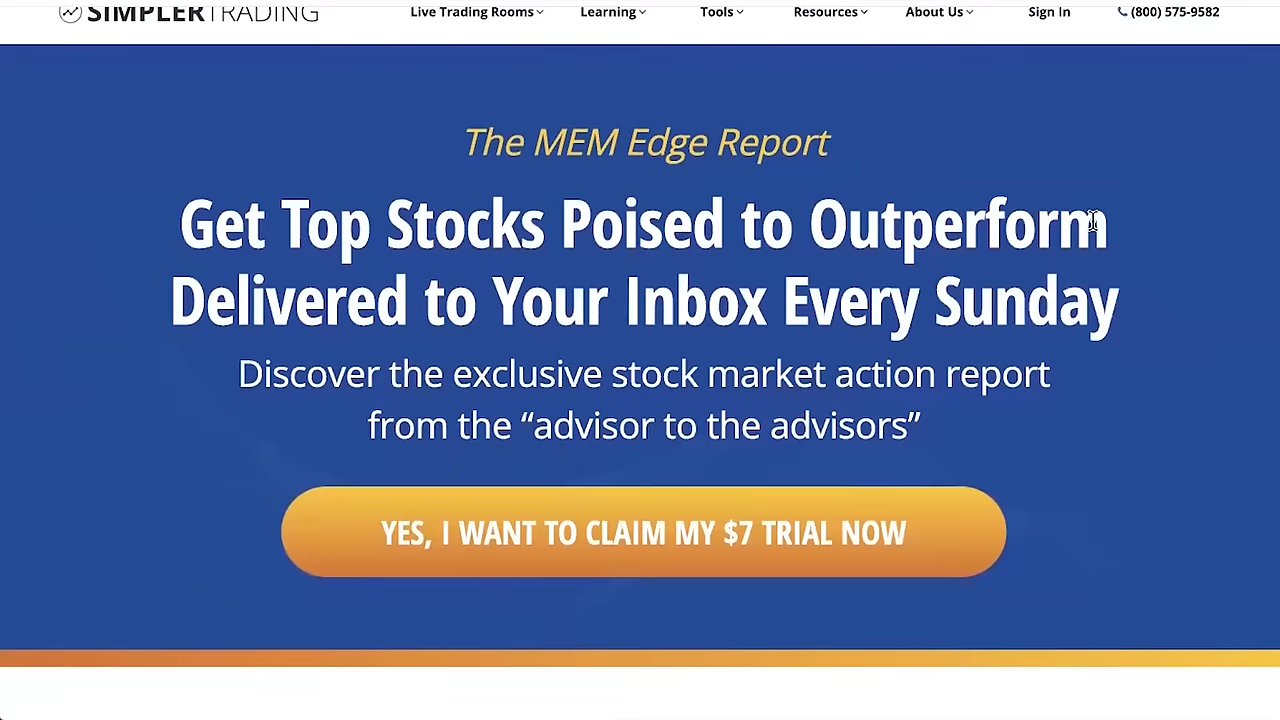 SIMPLERTRADING
Live Trading Rooms Learning Tools Resources About Us Sign In (800) 575-9582
The MEM Edge Report
Get Top Stocks Poised to Outperform
Delivered to Your Inbox Every Sunday
Discover the exclusive stock market action report
from the “advisor to the advisors”
YES, I WANT TO CLAIM MY $7 TRIAL NOW